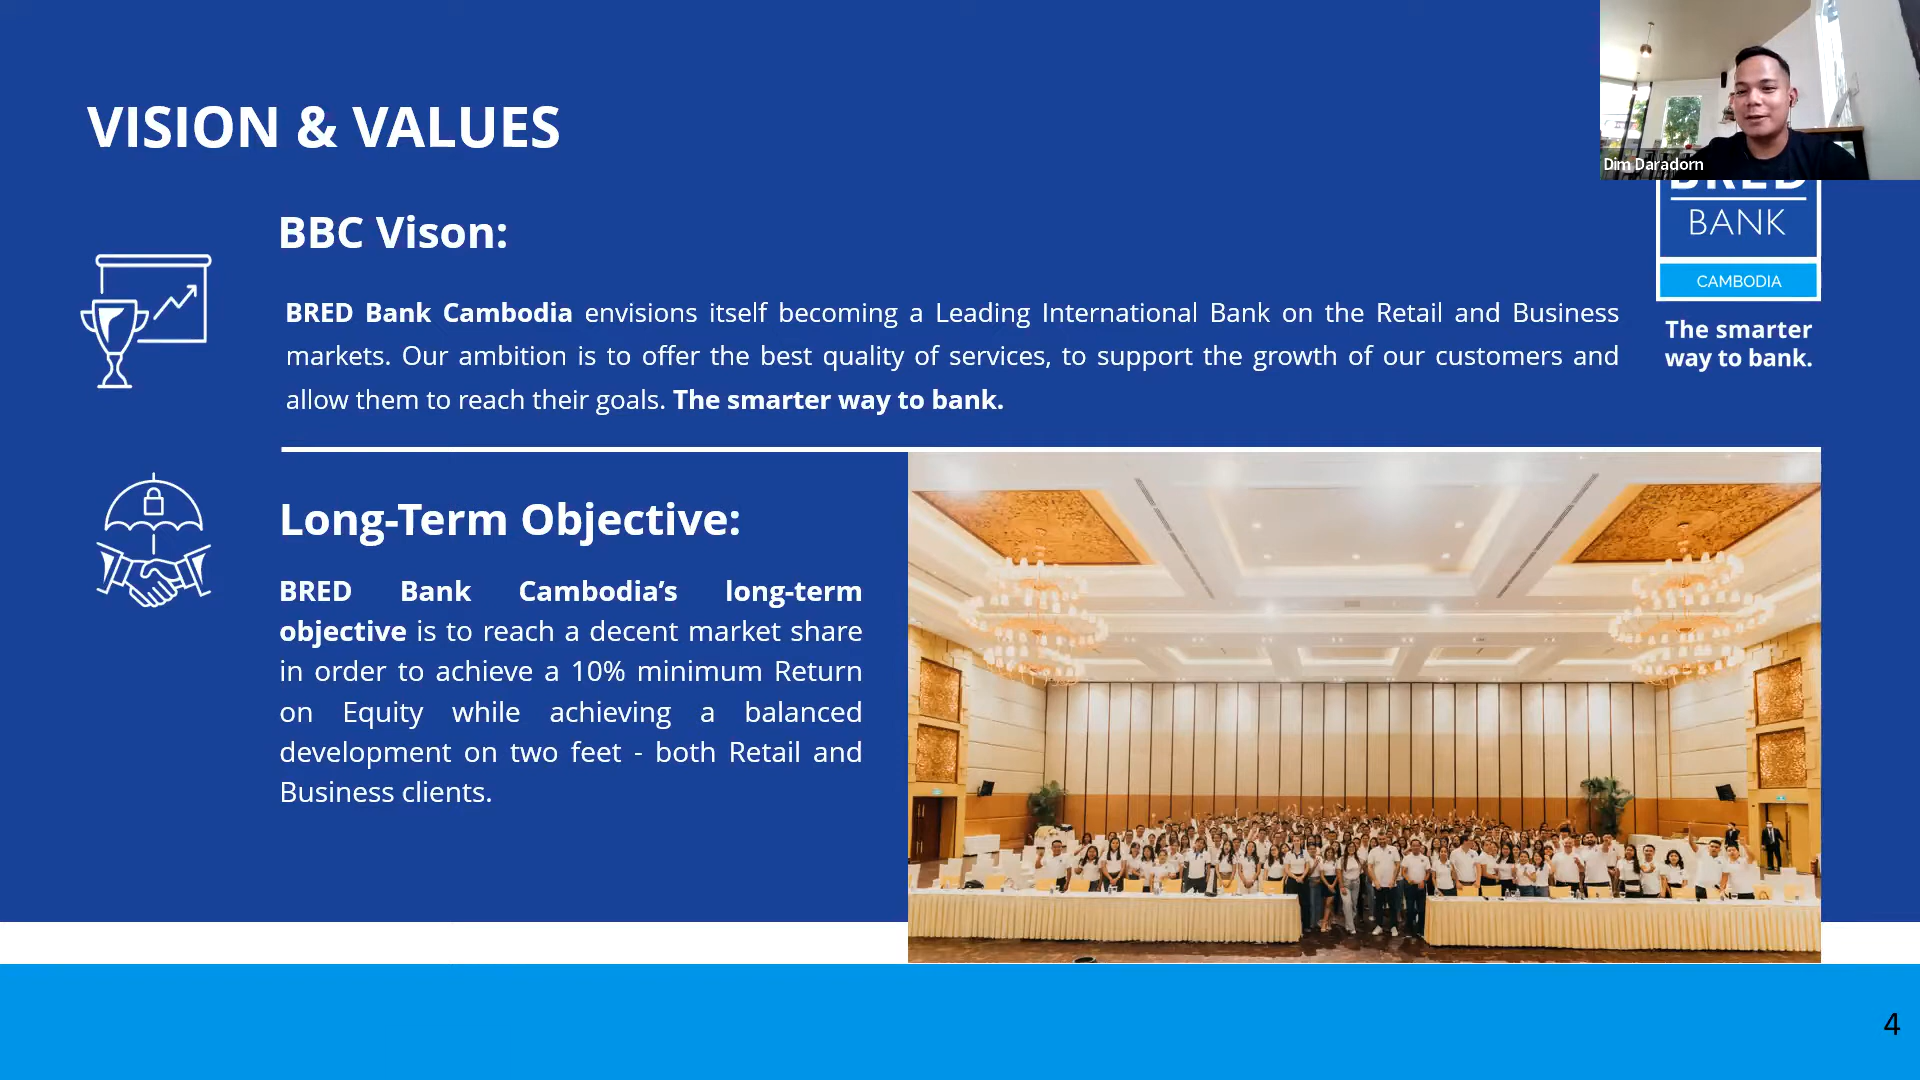 VISION & VALUES
Dim Daradorn
BBC Vison:
BRED
BANK
CAMBODIA
The smarter
way to bank.
BRED Bank Cambodia envisions itself becoming a Leading International Bank on the Retail and Business
markets. Our ambition is to offer the best quality of services, to support the growth of our customers and
allow them to reach their goals. The smarter way to bank.
Long-Term Objective:
BRED Bank Cambodia’s long-term
objective is to reach a decent market share
in order to achieve a 10% minimum Return
on Equity while achieving a balanced
development on two feet - both Retail and
Business clients.
4